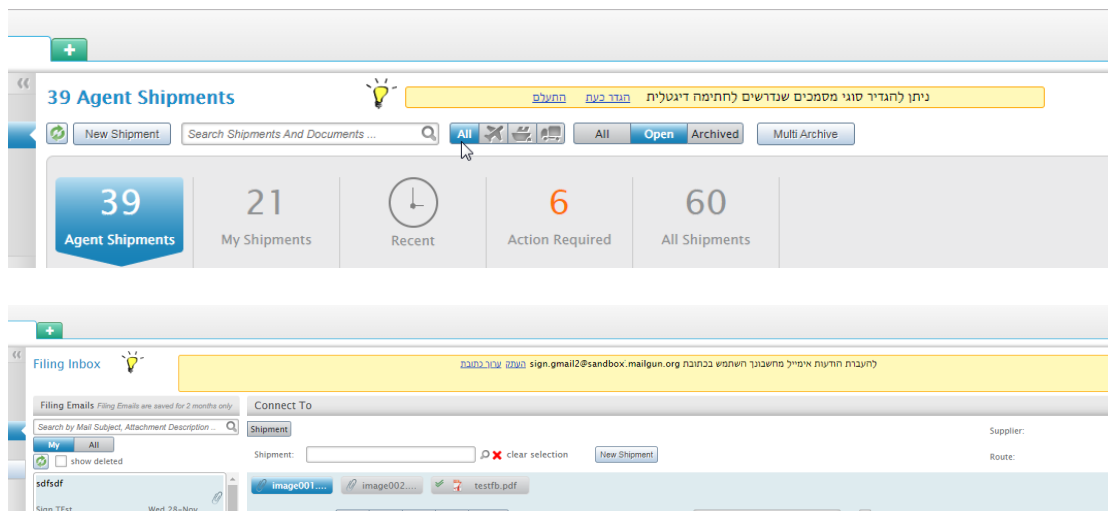 39 Agent Shipments
ניתן להגדיר סוגי מסמכים שנדרשים לחתימה דיגטלית הגדר כעת התעלם
New Shipment Search Shipments And Documents ... All All Open Archived Multi Archive
39 21 6 60
Agent Shipments My Shipments Recent Action Required All Shipments
Filing Inbox
להעברת הודעות אימייל מחשבונך השתמש בכתובת sign.gmail2@sandbox.mailgun.org העתק ערוך כתובת
Filing Emails Filing Emails are saved for 2 months only Connect To
Search by Mail Subject, Attachment Description .. Shipment Supplier:
My All
Shipment: clear selection New Shipment Route:
show deleted
sdfsdf image001.... image002.... testfb.pdf
Sign TEst Wed 28-Nov